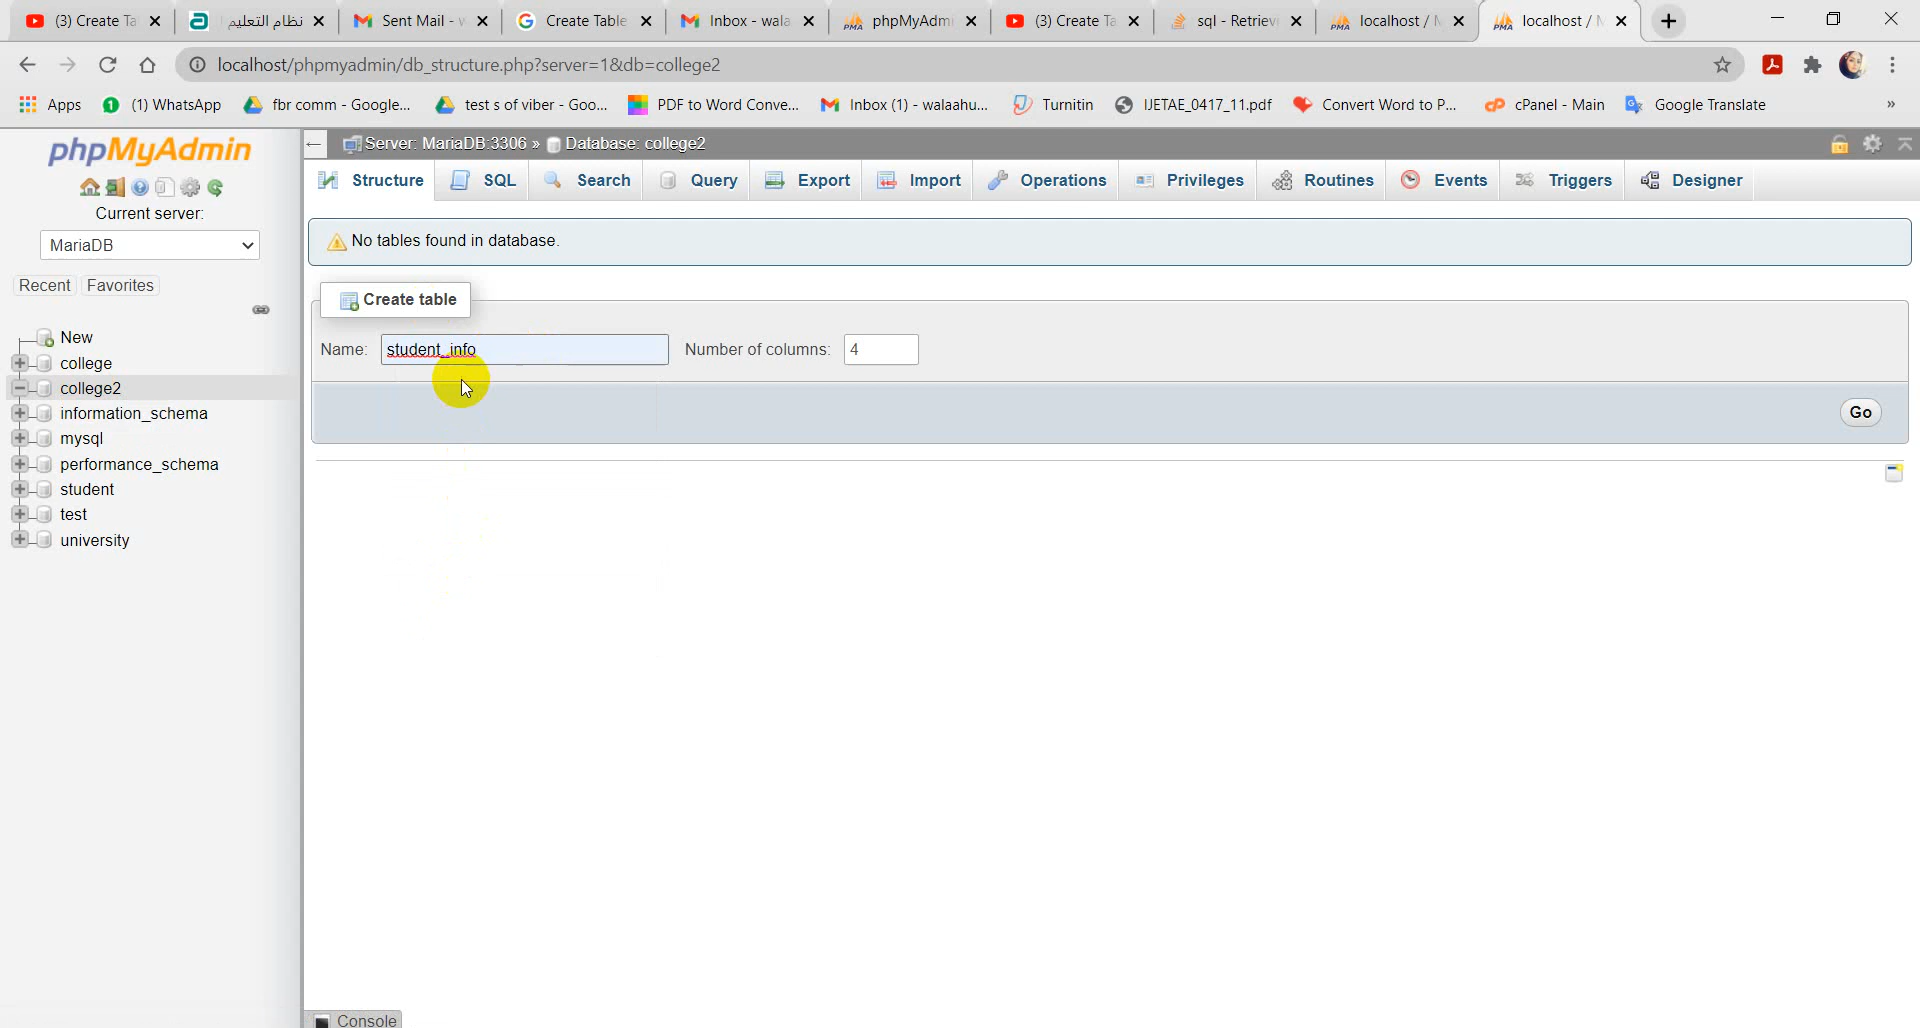 (3) Create Ta
نظام التعليم
Sent Mail - w
Create Table
Inbox - wala
phpMyAdmi
(3) Create Ta
sql - Retriev
localhost / M
localhost / M
localhost/phpmyadmin/db_structure.php?server=1&db=college2
Apps
(1) WhatsApp
fbr comm - Google...
test s of viber - Goo...
PDF to Word Conve...
Inbox (1) - walaahu...
Turnitin
IJETAE_0417_11.pdf
Convert Word to P...
cPanel - Main
Google Translate
»
phpMyAdmin
Current server:
MariaDB
Recent Favorites
New
college
college2
information_schema
mysql
performance_schema
student
test
university
Server: MariaDB:3306 » Database: college2
Structure
SQL
Search
Query
Export
Import
Operations
Privileges
Routines
Events
Triggers
Designer
No tables found in database.
Create table
Name: student_info Number of columns: 4
Go
Console